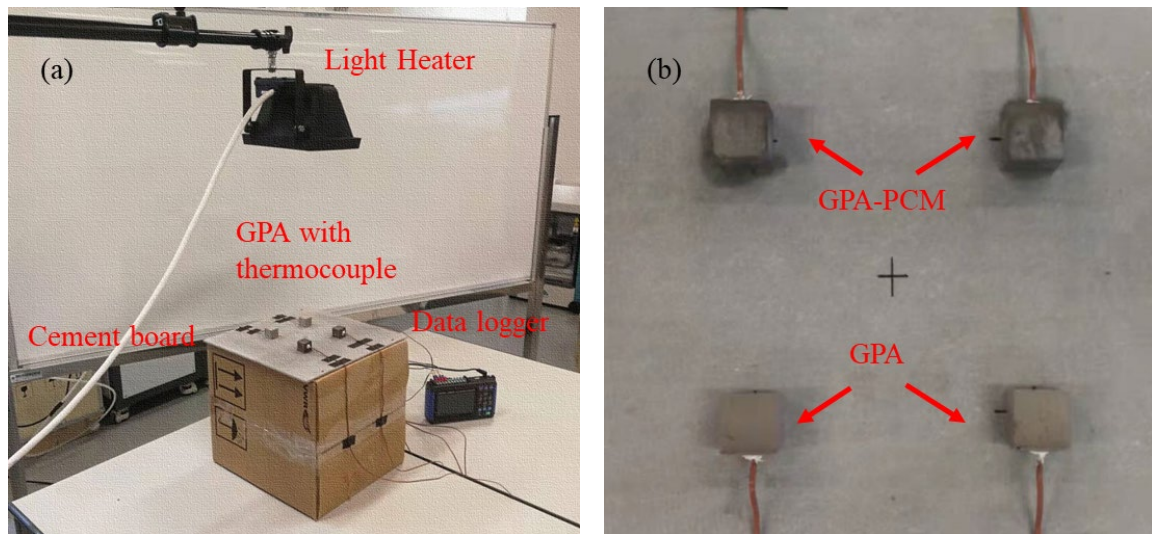 (a)
Light Heater
GPA with
thermocouple
Cement board
Data logger
(b)
GPA-PCM
GPA